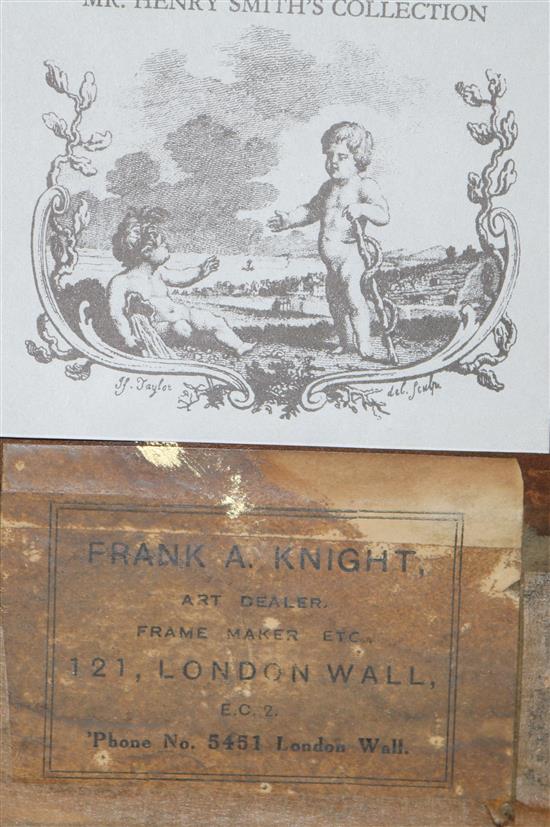 MR. HENRY SMITH'S COLLECTION
Is. Taylor del. Sculp
FRANK A. KNIGHT,
ART DEALER,
FRAME MAKER ETC.,
121, LONDON WALL,
E.C. 2.
'Phone No. 5451 London Wall.